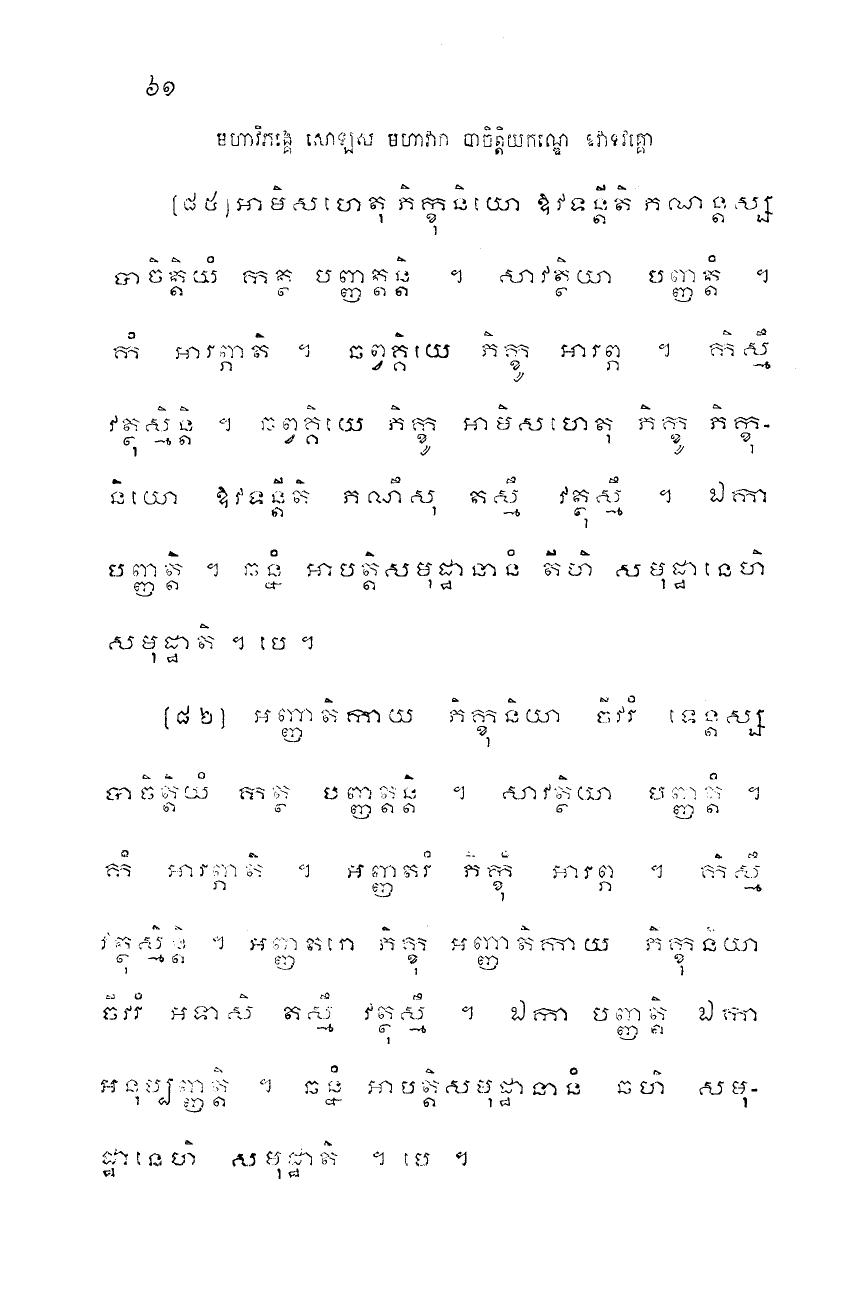 ៦១
មហាវិភង្គេ សោឡស មហាវារ បាចិត្តិយកណ្ឌេ ឱវាទវគ្គោ
[៨៥] អាមិសហេតុ ភិក្ខុនិយោ ឱវទន្តីតិ ភណន្តស្ស
បាចិត្តិយំ កត្ថ បញ្ញត្តន្តិ ។ សាវត្ថិយា បញ្ញត្តំ ។
កំ អារព្ភាតិ ។ ឆព្វគ្គិយេ ភិក្ខូ អារព្ភ ។ កិស្មឹ
វត្ថុស្មិន្តិ ។ ឆព្វគ្គិយេ ភិក្ខូ អាមិសហេតុ ភិក្ខូ ភិក្ខុ-
និយោ ឱវទន្តីតិ ភណឹសុ តស្មឹ វត្ថុស្មឹ ។ ឯកា
បញ្ញត្តិ ។ ឆន្នំ អាបត្តិសមុដ្ឋានានំ តីហិ សមុដ្ឋានេហិ
សមុដ្ឋាតិ ។ បេ ។
[៨៦] អញ្ញាតិកាយ ភិក្ខុនិយា ចីវរំ ទេន្តស្ស
បាចិត្តិយំ កត្ថ បញ្ញត្តន្តិ ។ សាវត្ថិយា បញ្ញត្តំ ។
កំ អារព្ភាតិ ។ អញ្ញតរំ ភិក្ខុំ អារព្ភ ។ កិស្មឹ
វត្ថុស្មិន្តិ ។ អញ្ញតរោ ភិក្ខុ អញ្ញាតិកាយ ភិក្ខុនិយា
ចីវរំ អទាសិ តស្មឹ វត្ថុស្មឹ ។ ឯកា បញ្ញត្តិ ឯកា
អនុប្បញ្ញត្តិ ។ ឆន្នំ អាបត្តិសមុដ្ឋានានំ ឆហិ សមុ-
ដ្ឋានេហិ សមុដ្ឋាតិ ។ បេ ។